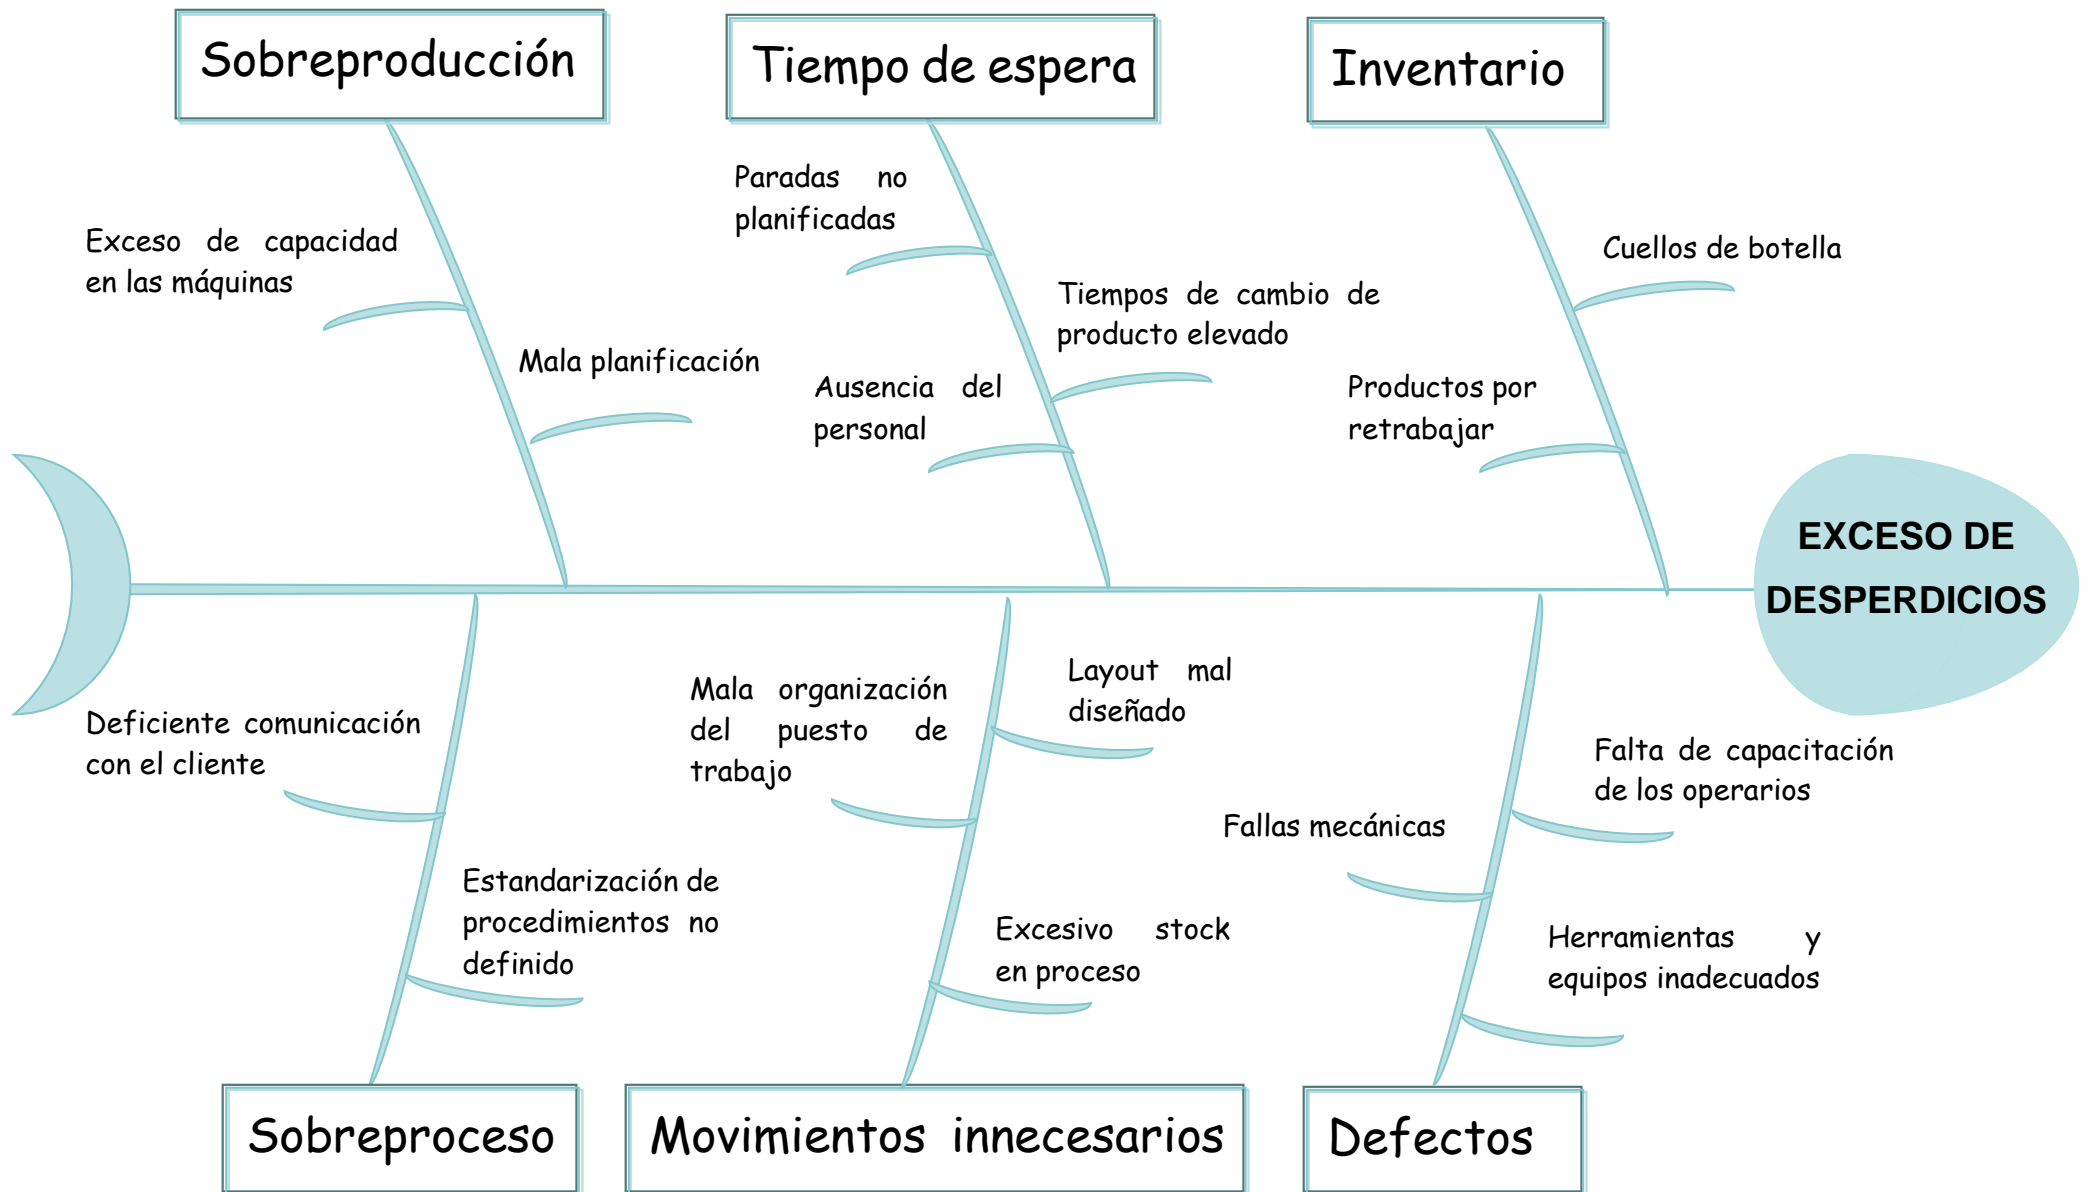 Sobreproducción
Tiempo de espera
Inventario
Exceso de capacidad
en las máquinas
Mala planificación
Paradas no
planificadas
Tiempos de cambio de
producto elevado
Ausencia del
personal
Cuellos de botella
Productos por
retrabajar
EXCESO DE
DESPERDICIOS
Deficiente comunicación
con el cliente
Estandarización de
procedimientos no
definido
Mala organización
del puesto de
trabajo
Layout mal
diseñado
Excesivo stock
en proceso
Fallas mecánicas
Falta de capacitación
de los operarios
Herramientas y
equipos inadecuados
Sobreproceso
Movimientos innecesarios
Defectos